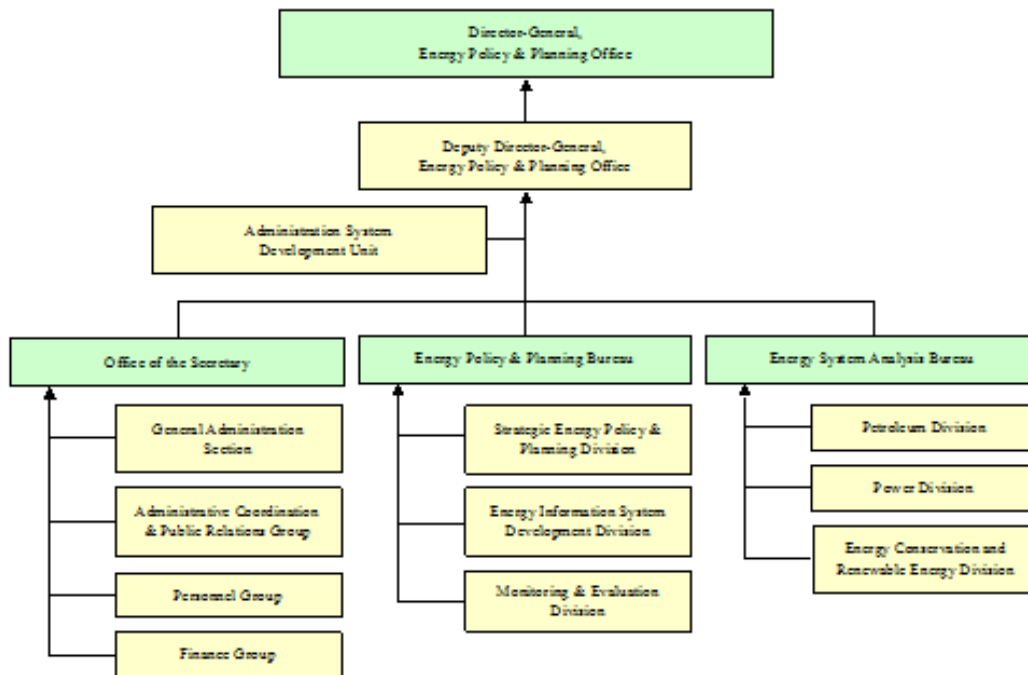 Director-General,
Energy Policy & Planning Office
Deputy Director-General,
Energy Policy & Planning Office
Administration System
Development Unit
Office of the Secretary
Energy Policy & Planning Bureau
Energy System Analysis Bureau
General Administration
Section
Administrative Coordination
& Public Relations Group
Personnel Group
Finance Group
Strategic Energy Policy &
Planning Division
Energy Information System
Development Division
Monitoring & Evaluation
Division
Petroleum Division
Power Division
Energy Conservation and
Renewable Energy Division